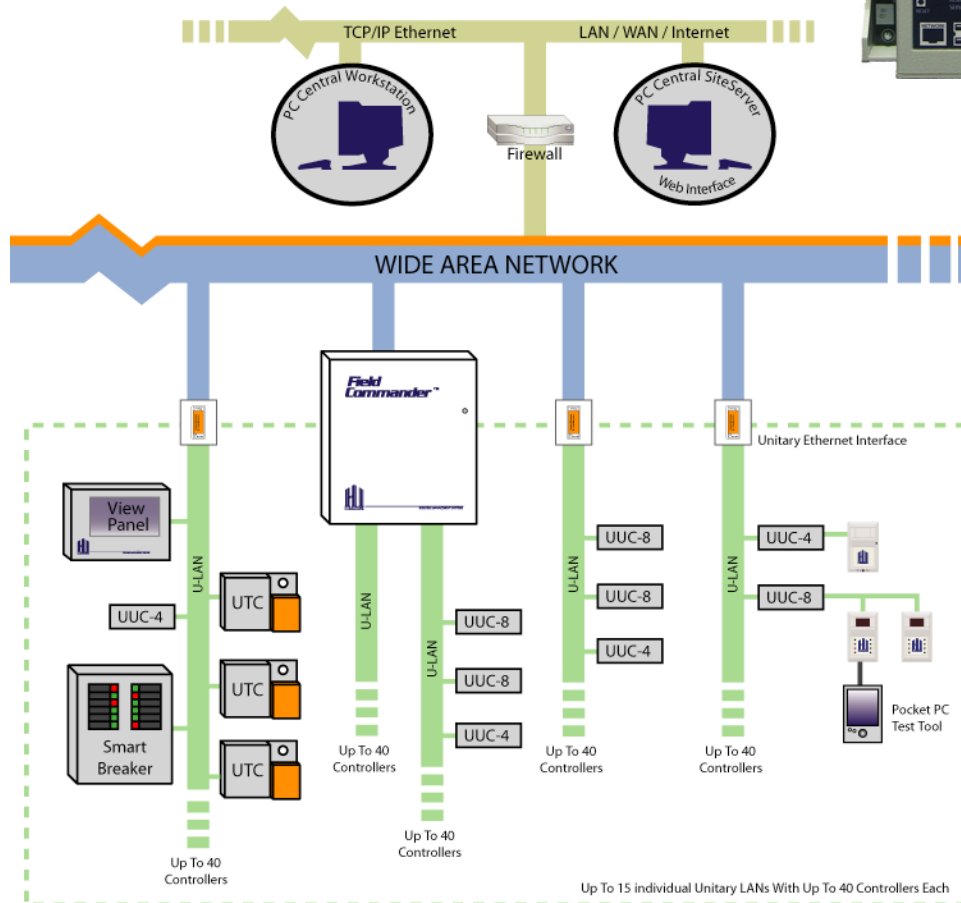 TCP/IP Ethernet
LAN / WAN / Internet
NETWORK
PC Central Workstation
PC Central SiteServer
Web Interface
Firewall
WIDE AREA NETWORK
Field
Commander™
Unitary Ethernet Interface
View
Panel
U-LAN
UTC
UUC-4
UTC
Smart
Breaker
UTC
Up To 40
Controllers
U-LAN
Up To 40
Controllers
U-LAN
UUC-8
UUC-8
UUC-4
Up To 40
Controllers
U-LAN
UUC-8
UUC-8
UUC-4
Up To 40
Controllers
U-LAN
UUC-4
UUC-8
Pocket PC
Test Tool
Up To 40
Controllers
Up To 15 individual Unitary LANs With Up To 40 Controllers Each